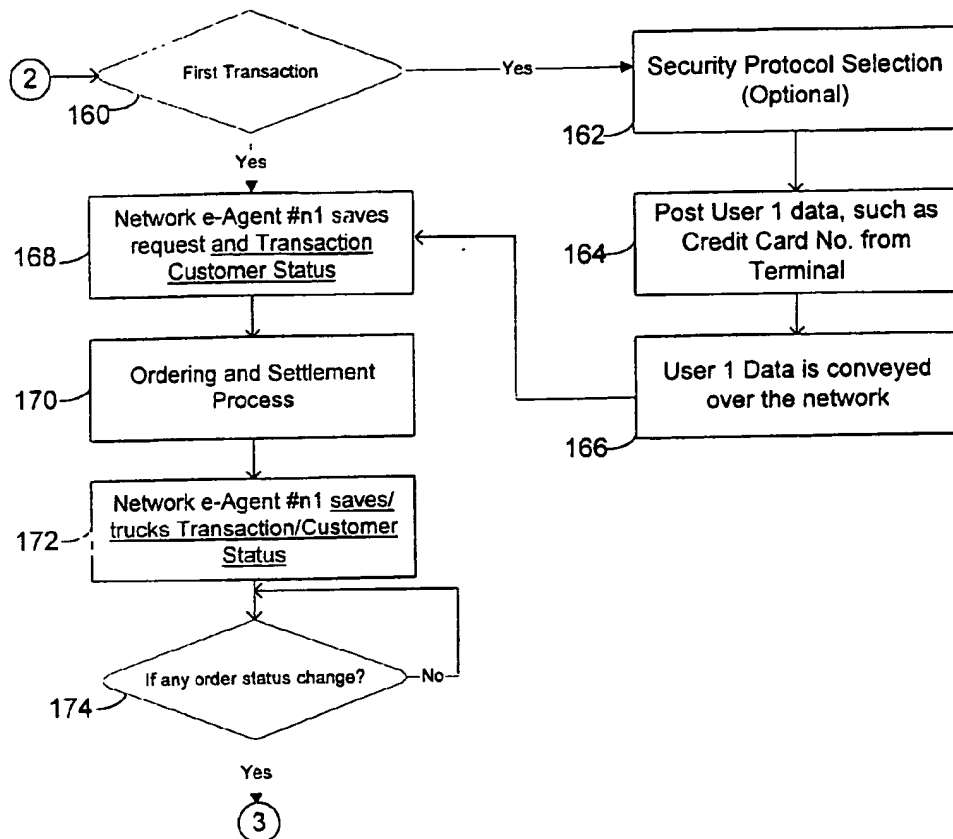 2
First Transaction
160
Yes
Security Protocol Selection
(Optional)
162
Yes
Network e-Agent #n1 saves
request and Transaction
Customer Status
168
Post User 1 data, such as
Credit Card No. from
Terminal
164
Ordering and Settlement
Process
170
User 1 Data is conveyed
over the network
166
Network e-Agent #n1 saves/
trucks Transaction/Customer
Status
172
If any order status change?
No
174
Yes
3